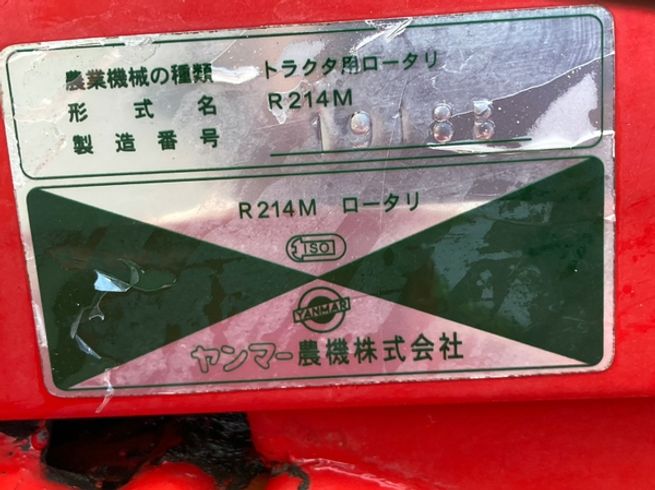 農業機械の種類 トラクタ用ロータリ
形式名 R214M
製造番号
R214M ロータリ
ISO
YANMAR
ヤンマー農機株式会社